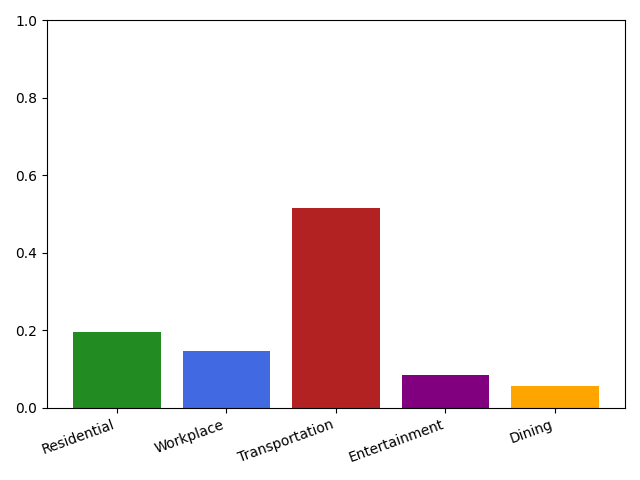 1.0
0.8
0.6
0.4
0.2
0.0
Residential
Workplace
Transportation
Entertainment
Dining